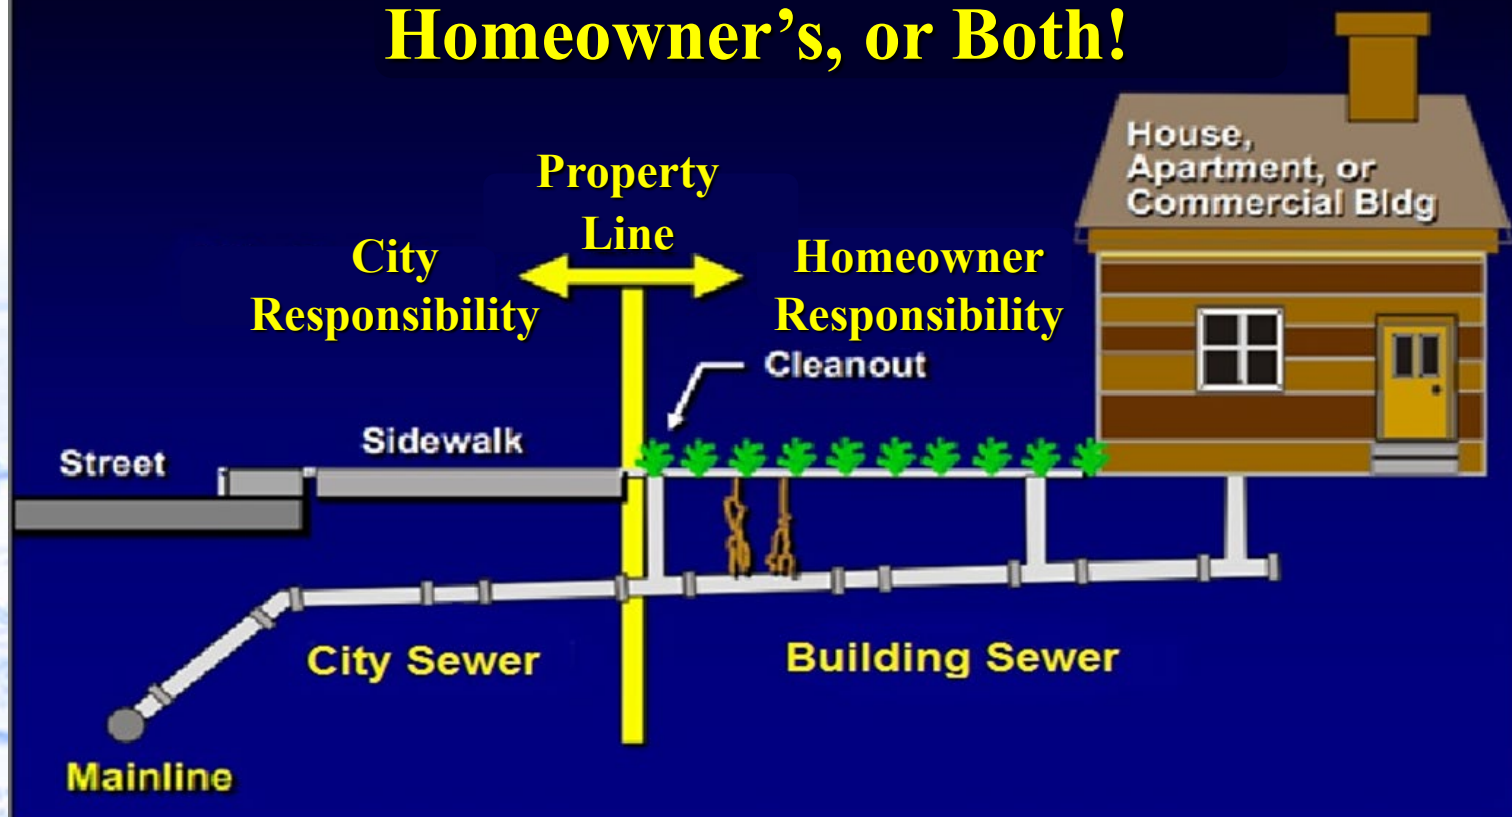 Homeowner’s, or Both!
House,
Apartment, or
Commercial Bldg
Property
Line
City
Responsibility
Homeowner
Responsibility
Cleanout
Sidewalk
Street
City Sewer
Building Sewer
Mainline